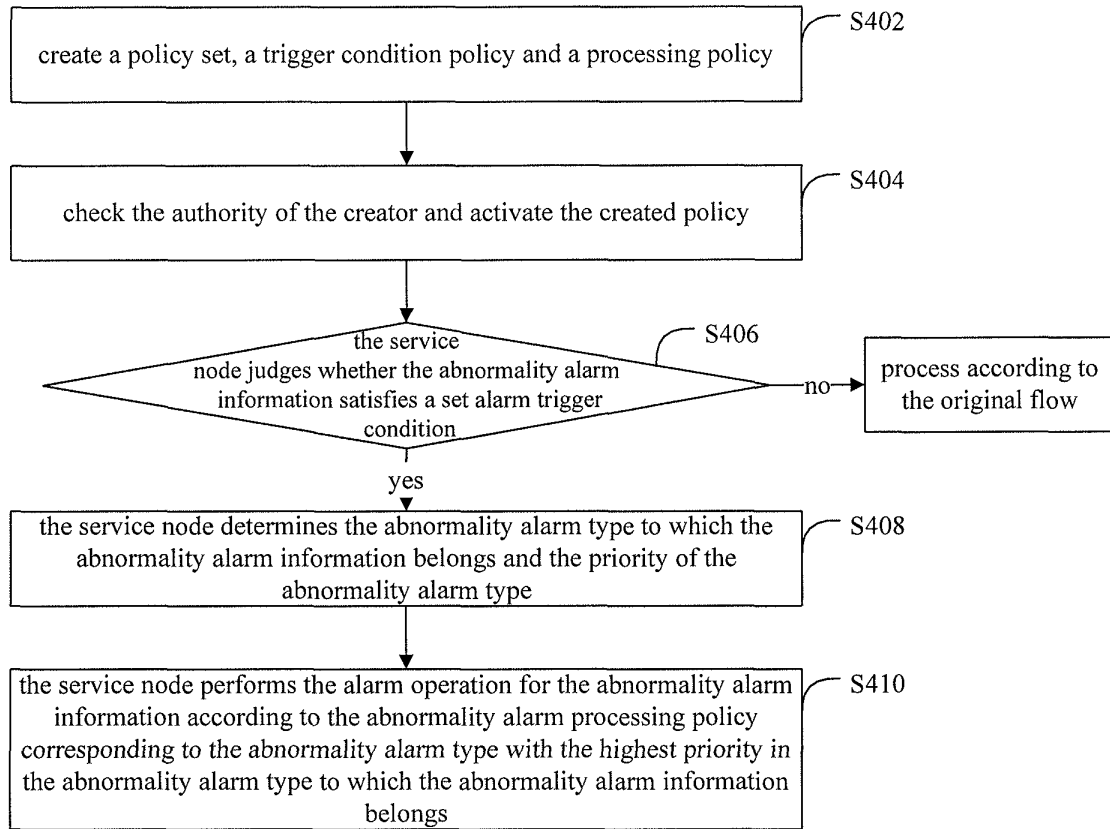 S402
create a policy set, a trigger condition policy and a processing policy
S404
check the authority of the creator and activate the created policy
S406
the service
node judges whether the abnormality alarm
information satisfies a set alarm trigger
condition
no
process according to
the original flow
yes
S408
the service node determines the abnormality alarm type to which the
abnormality alarm information belongs and the priority of the
abnormality alarm type
S410
the service node performs the alarm operation for the abnormality alarm
information according to the abnormality alarm processing policy
corresponding to the abnormality alarm type with the highest priority in
the abnormality alarm type to which the abnormality alarm information
belongs